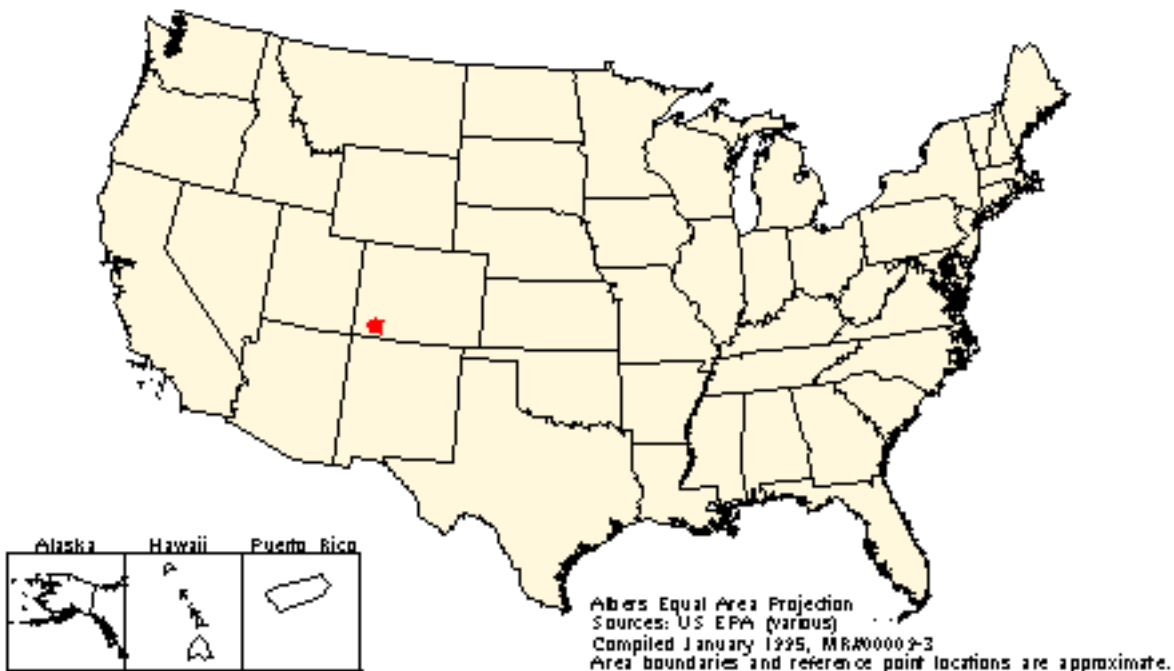 Alaska Hawaii Puerto Rico
Albers Equal Area Projection
Sources: US EPA (various)
Compiled January 1995, MR#00009-3
Area boundaries and reference point locations are approximate.